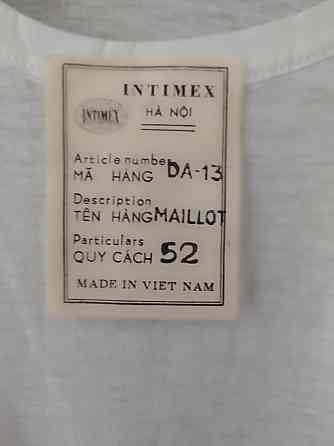 INTIMEX
INTIMEX
HÀ NỘI
Article number DA-13
MÃ HÀNG
Description
TÊN HÀNG MAILLOT
Particulars
QUY CÁCH 52
MADE IN VIET NAM